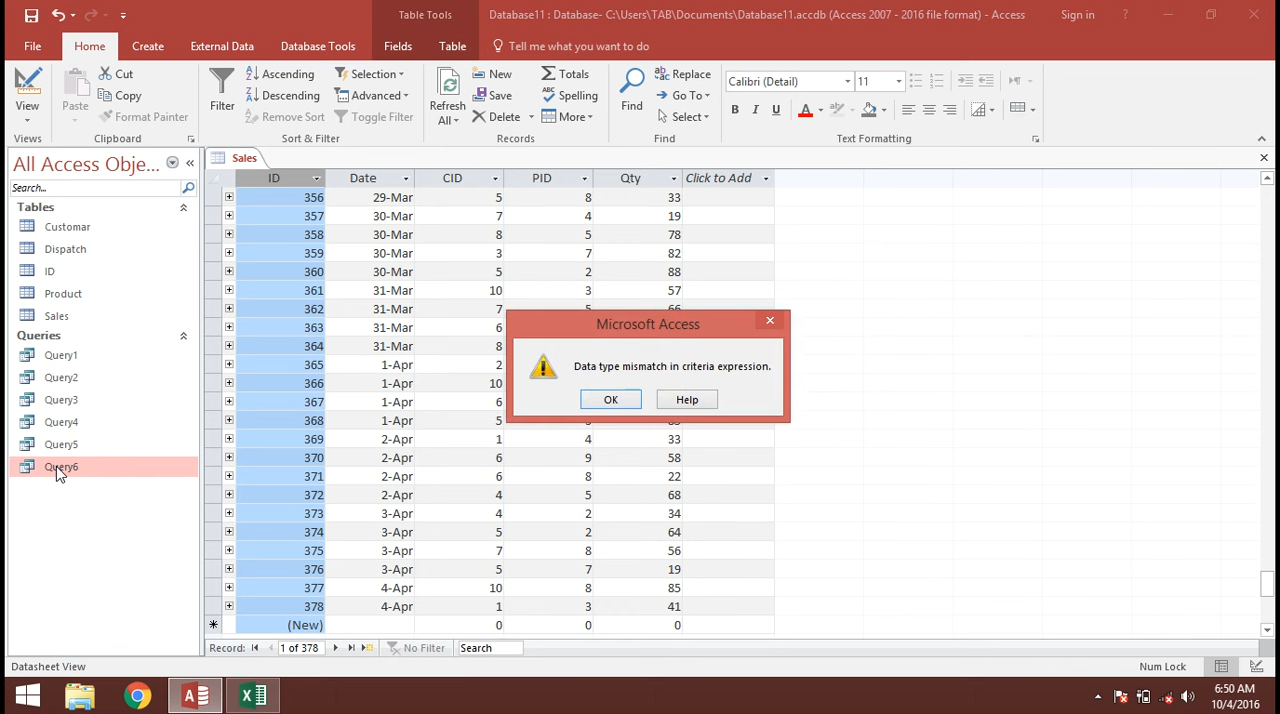 Table Tools
Database11 : Database- C:\Users\TAB\Documents\Database11.accdb (Access 2007 - 2016 file format) - Access
Sign in
?
File Home Create External Data Database Tools Fields Table Tell me what you want to do
View
Views
Paste
Cut
Copy
Format Painter
Clipboard
Filter
Ascending
Descending
Remove Sort
Selection
Advanced
Toggle Filter
Sort & Filter
Refresh
All
New
Save
Delete
Totals
Spelling
More
Records
Find
Replace
Go To
Select
Find
Calibri (Detail) 11
B I U A ab
Text Formatting
All Access Obje...
Search...
Tables
Customar
Dispatch
ID
Product
Sales
Queries
Query1
Query2
Query3
Query4
Query5
Query6
Sales
ID Date CID PID Qty Click to Add
356 29-Mar 5 8 33
357 30-Mar 7 4 19
358 30-Mar 8 5 78
359 30-Mar 3 7 82
360 30-Mar 5 2 88
361 31-Mar 10 3 57
362 31-Mar 7 5 66
363 31-Mar 6
364 31-Mar 8
365 1-Apr 2
366 1-Apr 10
367 1-Apr 6
368 1-Apr 5
369 2-Apr 1 4 33
370 2-Apr 6 9 58
371 2-Apr 6 8 22
372 2-Apr 4 5 68
373 3-Apr 4 2 34
374 3-Apr 5 2 64
375 3-Apr 7 8 56
376 3-Apr 5 7 19
377 4-Apr 10 8 85
378 4-Apr 1 3 41
(New) 0 0 0
Microsoft Access
Data type mismatch in criteria expression.
OK Help
Record: 1 of 378 No Filter Search
Datasheet View
Num Lock
6:50 AM
10/4/2016